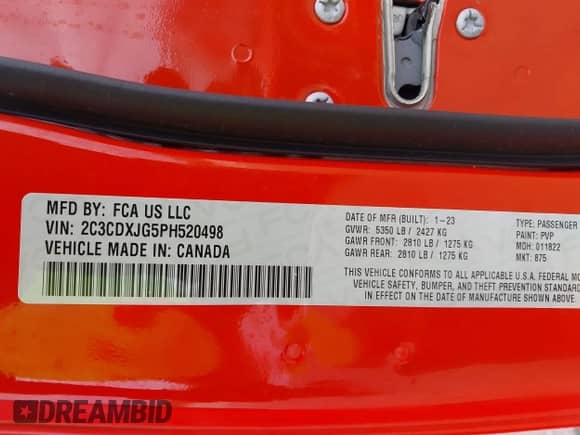 MFD BY: FCA US LLC
VIN: 2C3CDXJG5PH520498
VEHICLE MADE IN: CANADA
DATE OF MFR (BUILT): 1-23
GVWR: 5350 LB / 2427 KG
GAWR FRONT: 2810 LB / 1275 KG
GAWR REAR: 2810 LB / 1275 KG
TYPE: PASSENGER
PAINT: PVP
MDH: 011822
MKT: 875
THIS VEHICLE CONFORMS TO ALL APPLICABLE U.S.A. FEDERAL MO
VEHICLE SAFETY, BUMPER, AND THEFT PREVENTION STANDARD
IN EFFECT ON THE DATE OF MANUFACTURE SHOWN ABOVE.
DREAMBID